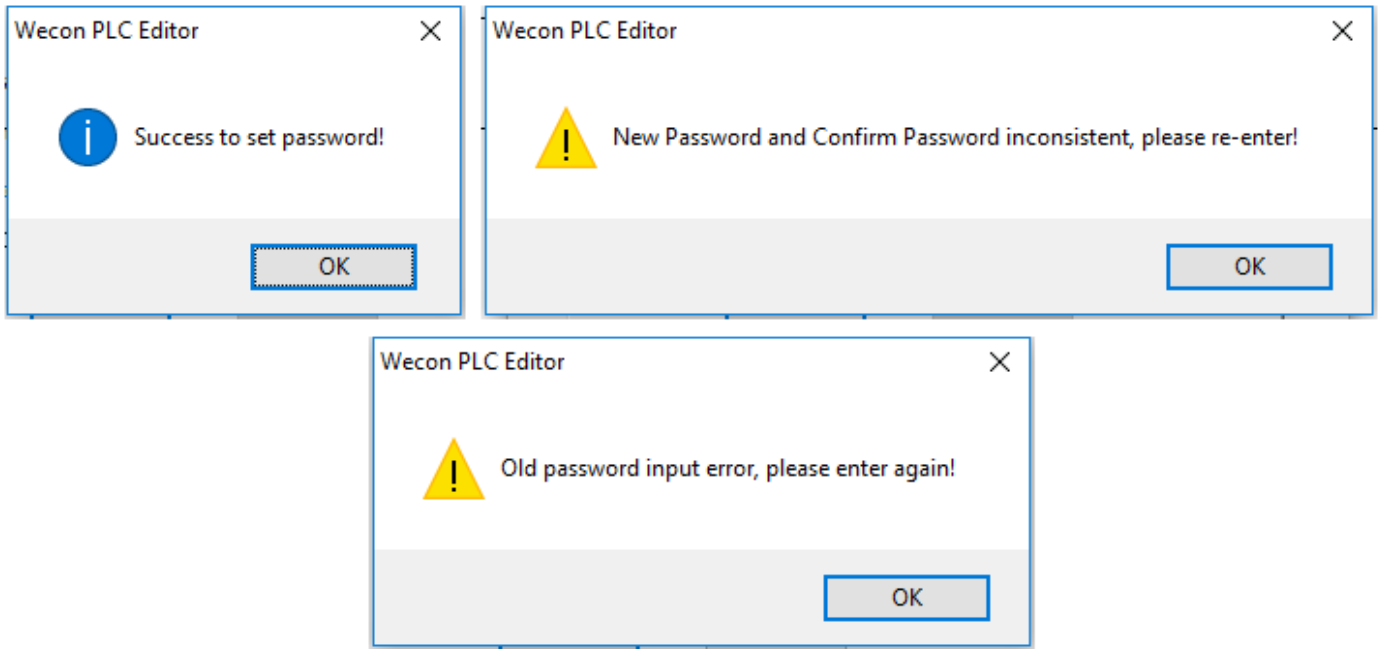 Wecon PLC Editor
Success to set password!
OK
Wecon PLC Editor
New Password and Confirm Password inconsistent, please re-enter!
OK
Wecon PLC Editor
Old password input error, please enter again!
OK